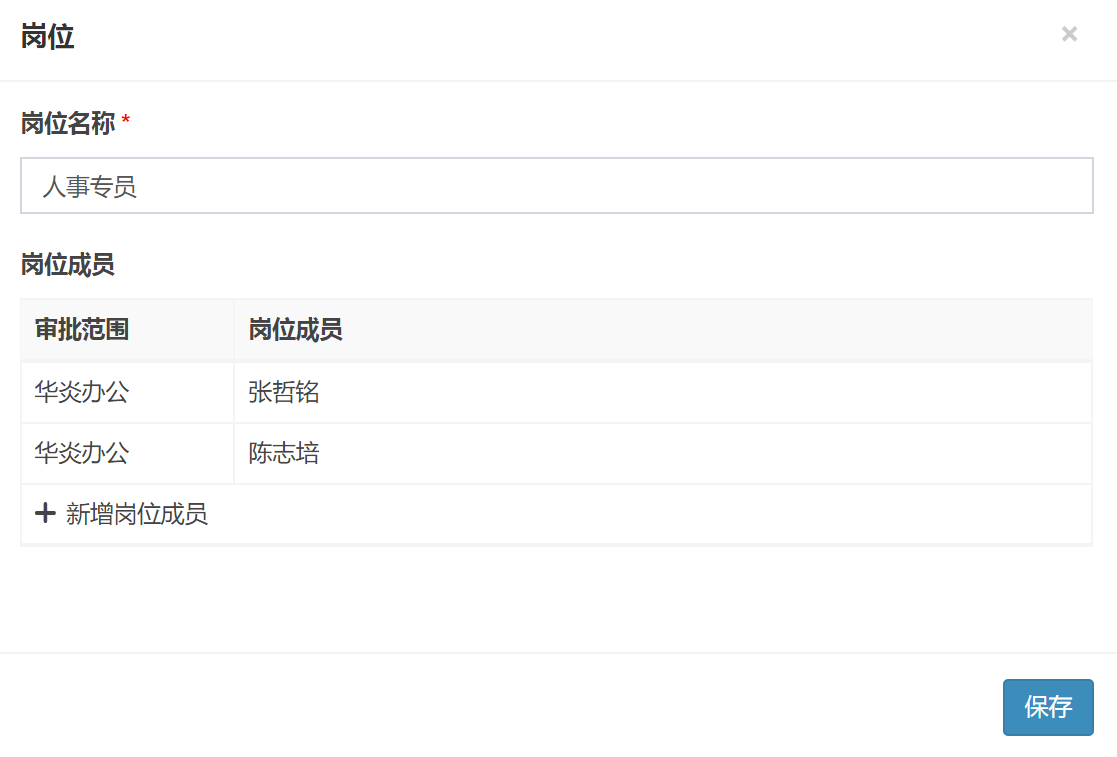 岗位
×
岗位名称 *
人事专员
岗位成员
审批范围 岗位成员
华炎办公 张哲铭
华炎办公 陈志培
+ 新增岗位成员
保存